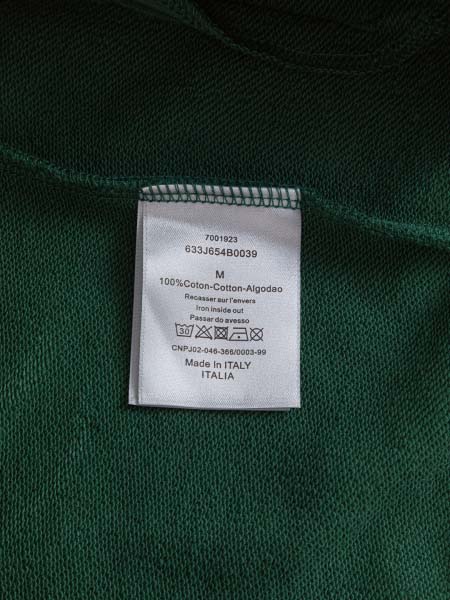 7001923
633J654B0039
M
100%Coton-Cotton-Algodao
Recasser sur l'envers
Iron inside out
Passar do avesso
30
CNPJ02-046-366/0003-99
Made in ITALY
ITALIA